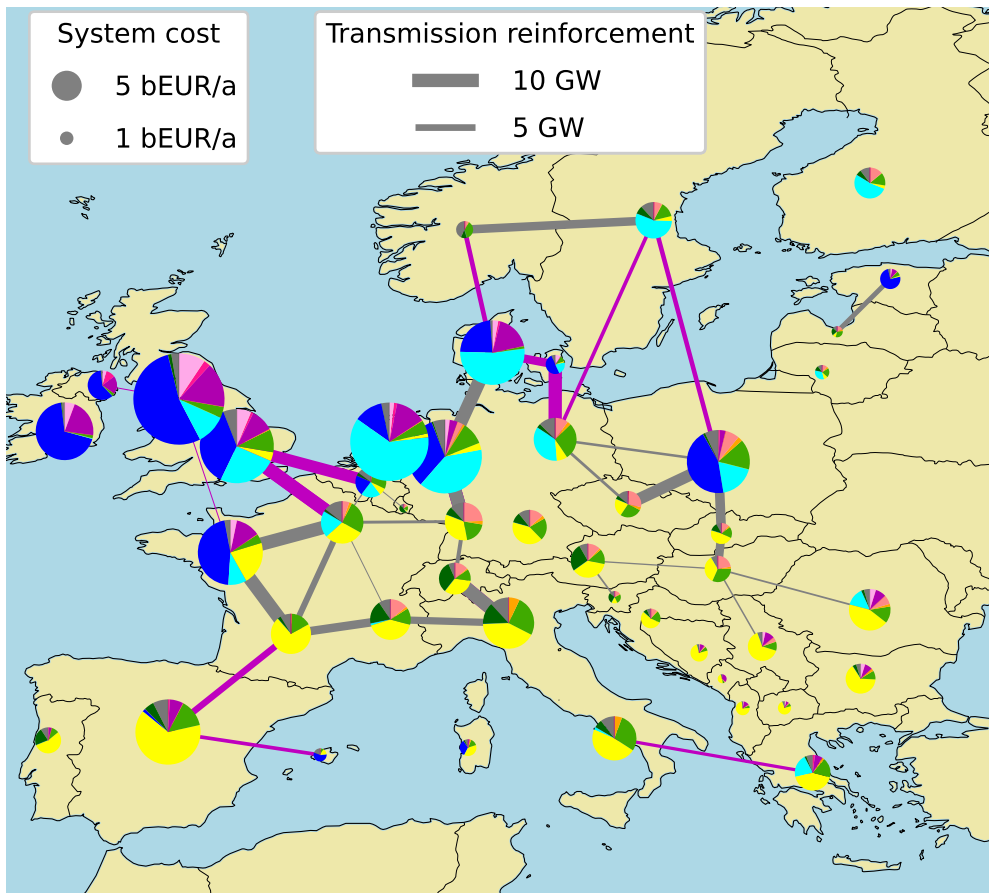 System cost
5 bEUR/a
1 bEUR/a
Transmission reinforcement
10 GW
5 GW